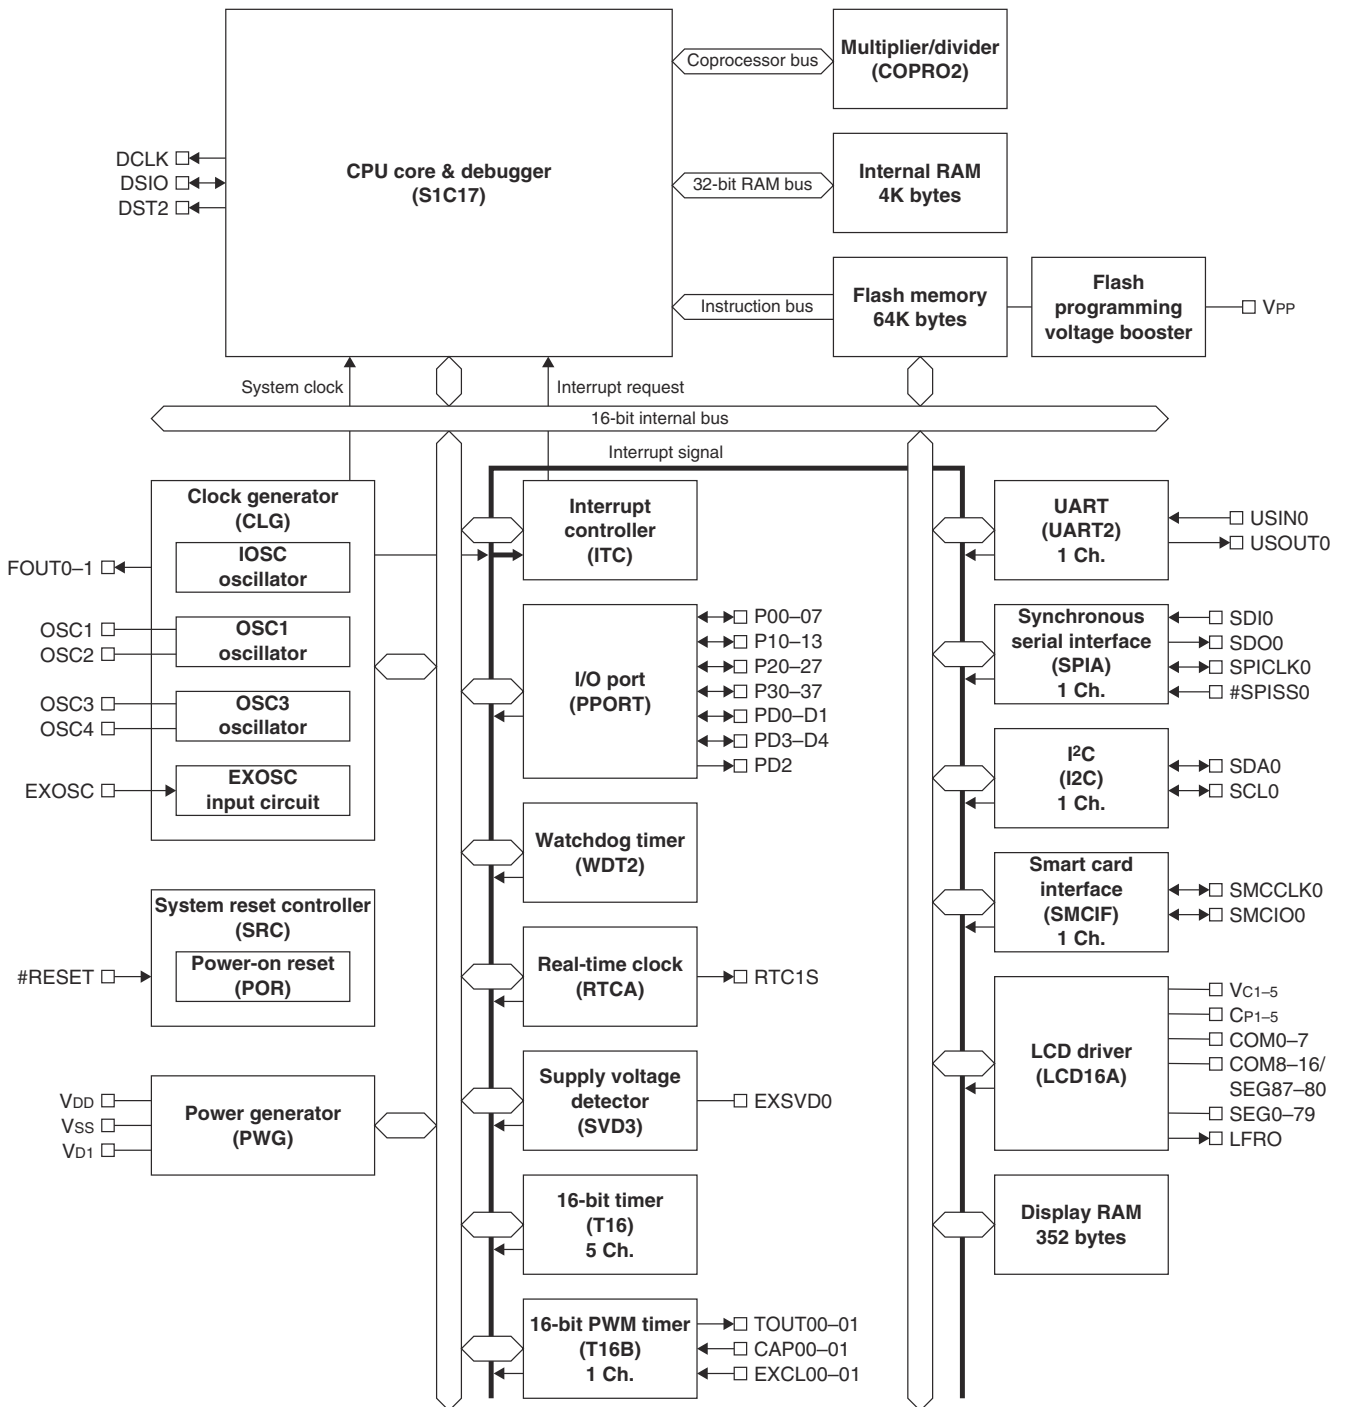 Multiplier/divider
(COPRO2)
Coprocessor bus
CPU core & debugger
(S1C17)
DCLK
DSIO
DST2
32-bit RAM bus
Internal RAM
4K bytes
Instruction bus
Flash memory
64K bytes
Flash
programming
voltage booster
VPP
System clock
Interrupt request
16-bit internal bus
Interrupt signal
Clock generator
(CLG)
IOSC
oscillator
FOUT0–1
OSC1
OSC2
OSC1
oscillator
OSC3
OSC4
OSC3
oscillator
EXOSC
EXOSC
input circuit
System reset controller
(SRC)
#RESET
Power-on reset
(POR)
VDD
VSS
VD1
Power generator
(PWG)
Interrupt
controller
(ITC)
I/O port
(PPORT)
P00–07
P10–13
P20–27
P30–37
PD0–D1
PD3–D4
PD2
Watchdog timer
(WDT2)
Real-time clock
(RTCA)
RTC1S
Supply voltage
detector
(SVD3)
EXSVD0
16-bit timer
(T16)
5 Ch.
16-bit PWM timer
(T16B)
1 Ch.
TOUT00–01
CAP00–01
EXCL00–01
UART
(UART2)
1 Ch.
USIN0
USOUT0
Synchronous
serial interface
(SPIA)
1 Ch.
SDI0
SDO0
SPICLK0
#SPISS0
I²C
(I2C)
1 Ch.
SDA0
SCL0
Smart card
interface
(SMCIF)
1 Ch.
SMCCLK0
SMCIO0
LCD driver
(LCD16A)
VC1–5
CP1–5
COM0–7
COM8–16/
SEG87–80
SEG0–79
LFRO
Display RAM
352 bytes